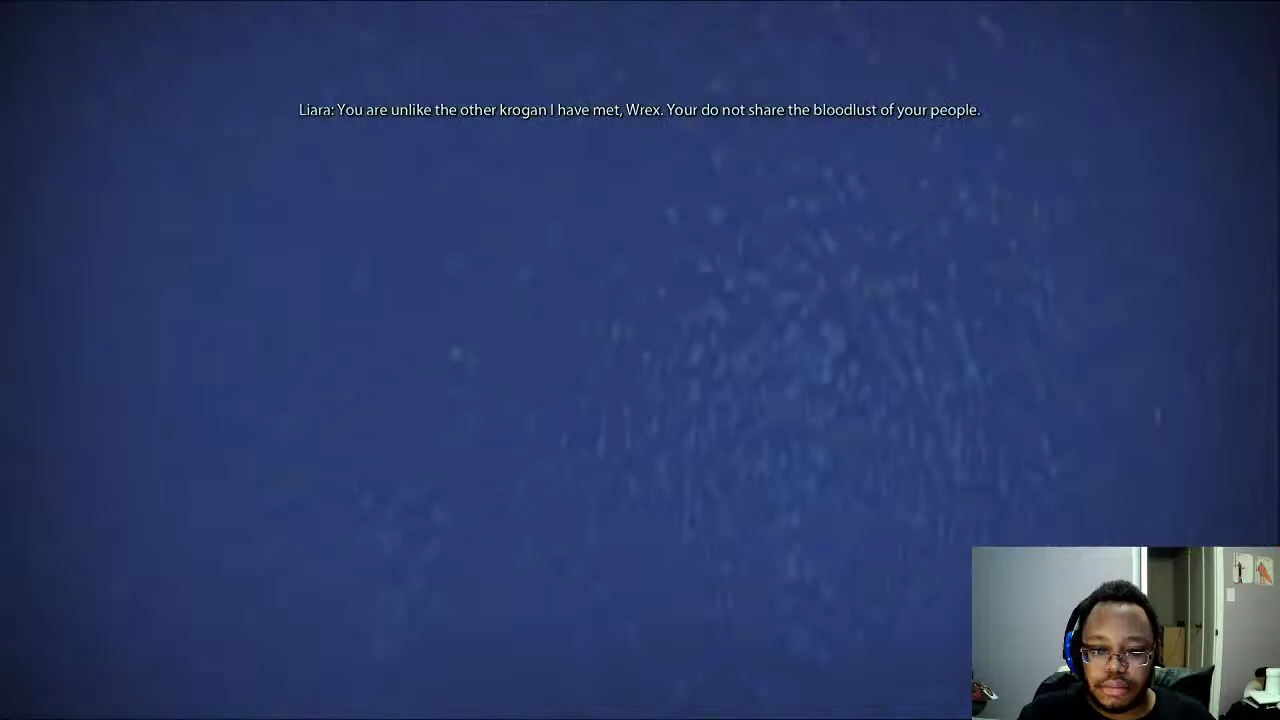 Liara: You are unlike the other krogan I have met, Wrex. Your do not share the bloodlust of your people.